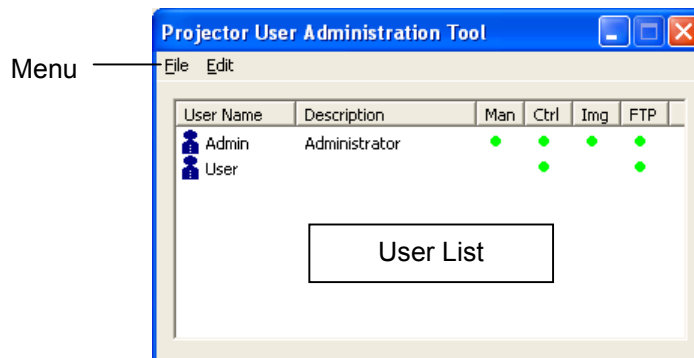 Projector User Administration Tool
Menu
File Edit
User Name Description Man Ctrl Img FTP
Admin Administrator
User
User List